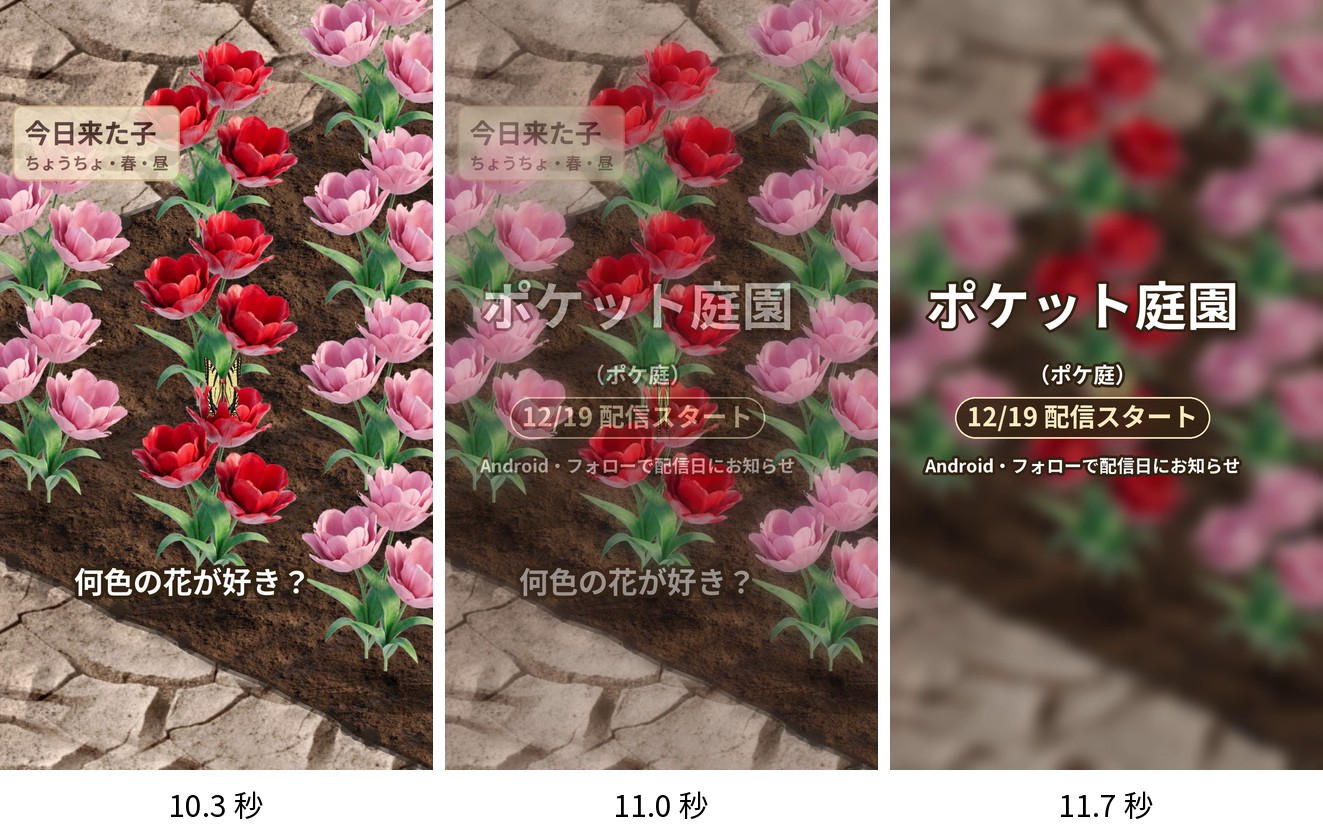 今日来た子
ちょうちょ・春・昼
何色の花が好き？
10.3 秒
今日来た子
ちょうちょ・春・昼
ポケット庭園
（ポケ庭）
12/19 配信スタート
Android・フォローで配信日にお知らせ
何色の花が好き？
11.0 秒
ポケット庭園
（ポケ庭）
12/19 配信スタート
Android・フォローで配信日にお知らせ
11.7 秒